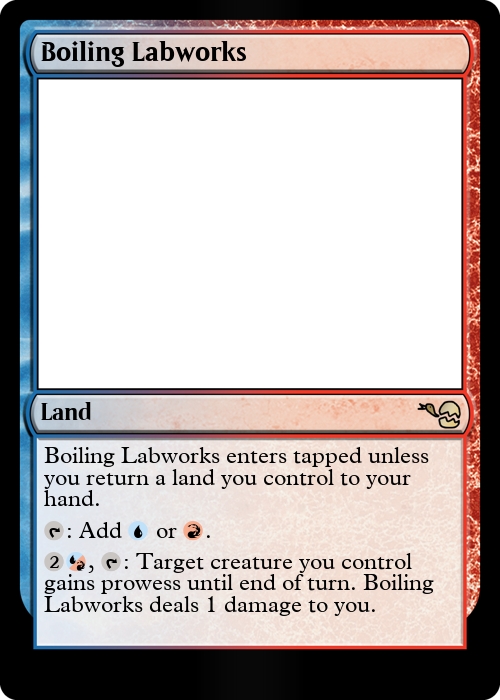 Boiling Labworks
Land
Boiling Labworks enters tapped unless
you return a land you control to your
hand.
: Add or .
2 , : Target creature you control
gains prowess until end of turn. Boiling
Labworks deals 1 damage to you.